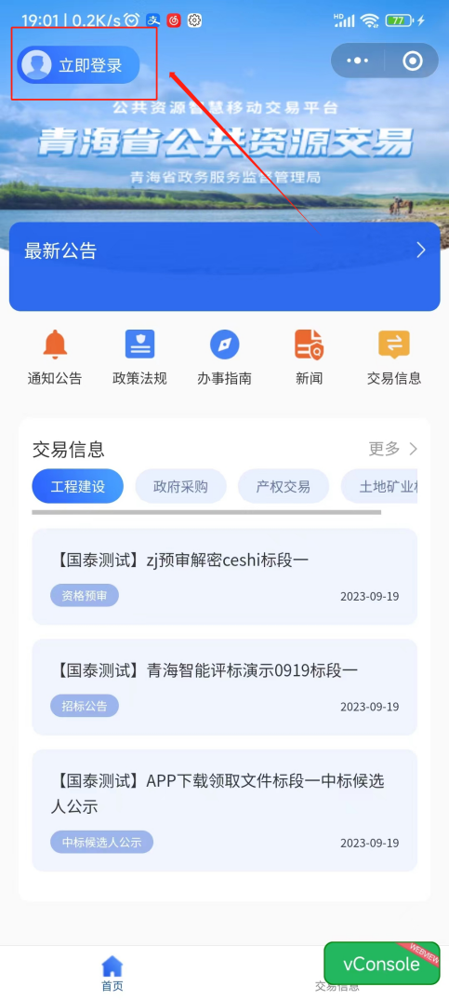 19:01 | 0.2K/s
HD 77
立即登录
公共资源智慧移动交易平台
青海省公共资源交易
青海省政务服务监督管理局
最新公告
通知公告 政策法规 办事指南 新闻 交易信息
交易信息 更多
工程建设 政府采购 产权交易 土地矿业
【国泰测试】zj预审解密ceshi标段一
资格预审 2023-09-19
【国泰测试】青海智能评标演示0919标段一
招标公告 2023-09-19
【国泰测试】APP下载领取文件标段一中标候选
人公示
中标候选人公示 2023-09-19
WEBVIEW
vConsole
首页 交易信息